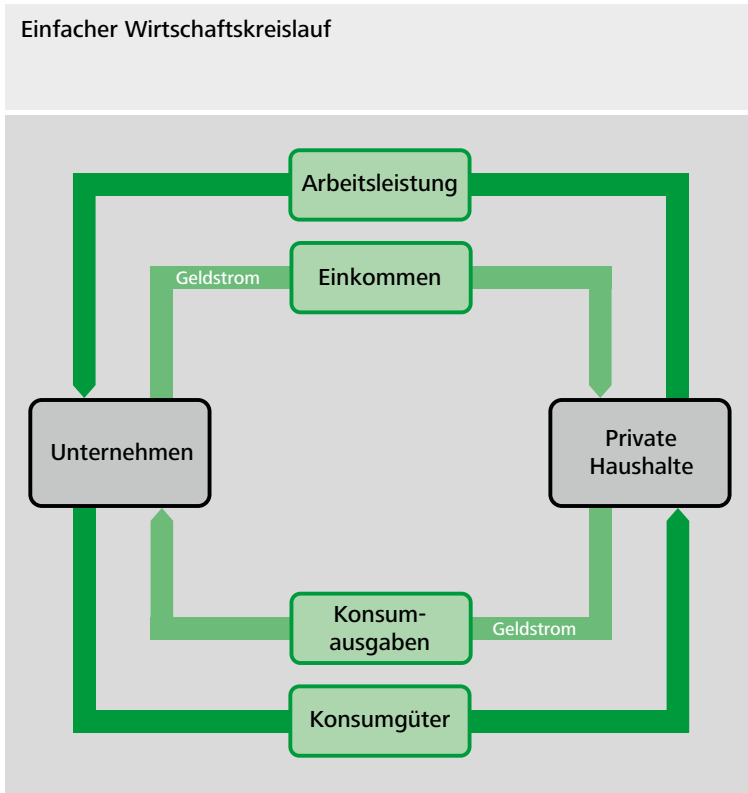 Einfacher Wirtschaftskreislauf
Arbeitsleistung
Geldstrom
Einkommen
Unternehmen
Private
Haushalte
Konsum-
ausgaben
Geldstrom
Konsumgüter